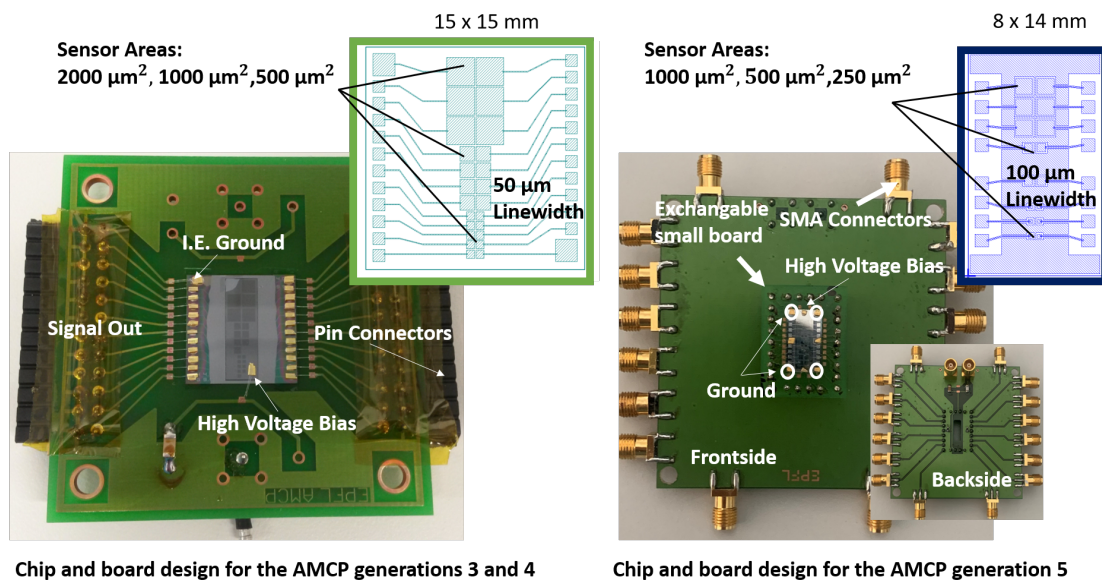 15 x 15 mm
Sensor Areas:
2000 µm², 1000 µm²,500 µm²
50 µm
Linewidth
I.E. Ground
Signal Out
Pin Connectors
High Voltage Bias
EPFL AMCP
Chip and board design for the AMCP generations 3 and 4
8 x 14 mm
Sensor Areas:
1000 µm², 500 µm²,250 µm²
100 µm
Linewidth
Exchangable
small board
SMA Connectors
High Voltage Bias
Ground
Frontside
EPFL
Backside
Chip and board design for the AMCP generation 5